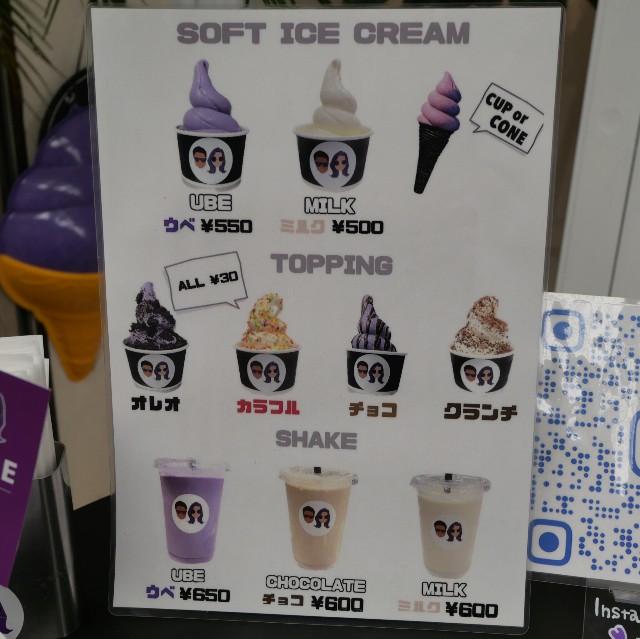 SOFT ICE CREAM
CUP or
CONE
UBE
ウベ ¥550
MILK
ミルク ¥500
TOPPING
ALL ¥30
オレオ
カラフル
チョコ
クランチ
SHAKE
UBE
ウベ ¥650
CHOCOLATE
チョコ ¥600
MILK
ミルク ¥600
Insta